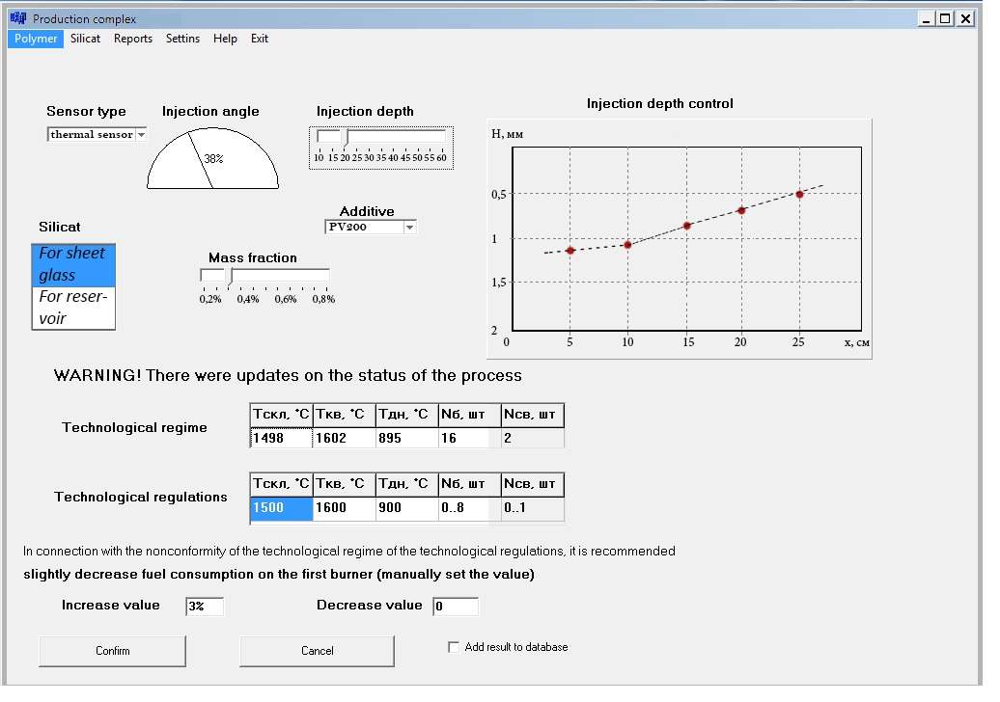 Production complex
Polymer Silicat Reports Settins Help Exit
Sensor type
thermal sensor
Injection angle
38%
Injection depth
10 15 20 25 30 35 40 45 50 55 60
Injection depth control
H, мм
0,5
1
1,5
2
0 5 10 15 20 25 x, см
Additive
PV200
Silicat
For sheet
glass
For reser-
voir
Mass fraction
0,2% 0,4% 0,6% 0,8%
WARNING! There were updates on the status of the process
Technological regime
Tскл, °C Tкв, °C Tдн, °C Nб, шт Nсв, шт
1498 1602 895 16 2
Technological regulations
Tскл, °C Tкв, °C Tдн, °C Nб, шт Nсв, шт
1500 1600 900 0..8 0..1
In connection with the nonconformity of the technological regime of the technological regulations, it is recommended
slightly decrease fuel consumption on the first burner (manually set the value)
Increase value 3% Decrease value 0
Confirm Cancel Add result to database